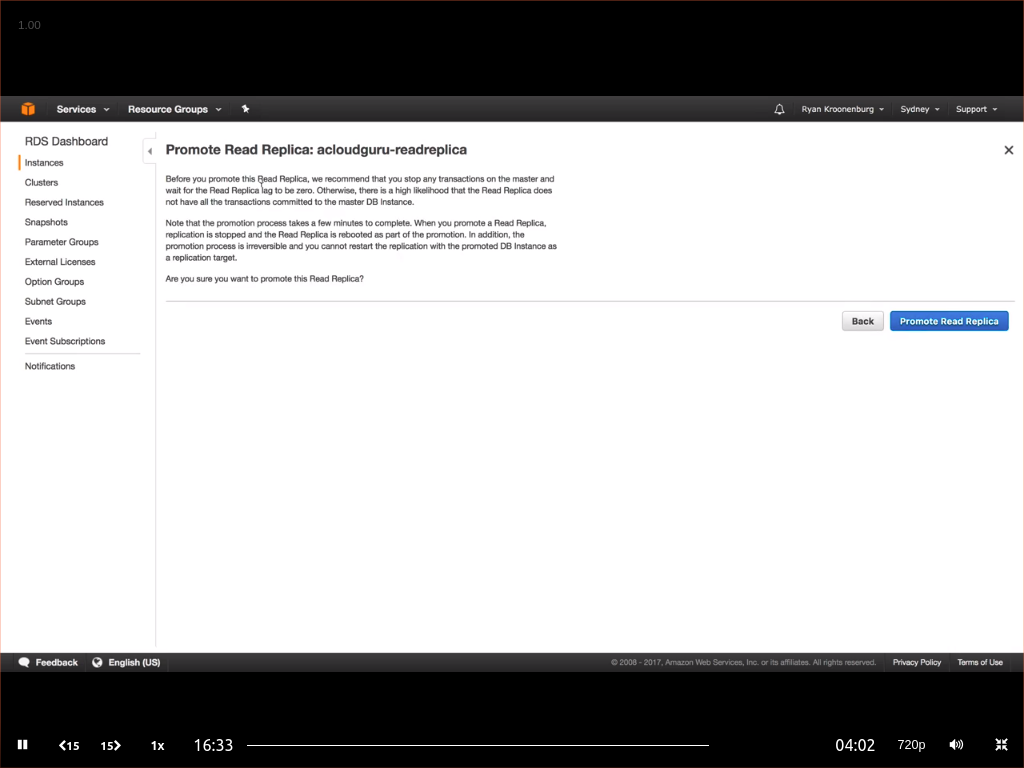 1.00
Services Resource Groups Ryan Kroonenburg Sydney Support
RDS Dashboard
Instances
Clusters
Reserved Instances
Snapshots
Parameter Groups
External Licenses
Option Groups
Subnet Groups
Events
Event Subscriptions
Notifications
Promote Read Replica: acloudguru-readreplica
Before you promote this Read Replica, we recommend that you stop any transactions on the master and
wait for the Read Replica lag to be zero. Otherwise, there is a high likelihood that the Read Replica does
not have all the transactions committed to the master DB Instance.
Note that the promotion process takes a few minutes to complete. When you promote a Read Replica,
replication is stopped and the Read Replica is rebooted as part of the promotion. In addition, the
promotion process is irreversible and you cannot restart the replication with the promoted DB Instance as
a replication target.
Are you sure you want to promote this Read Replica?
Back Promote Read Replica
Feedback English (US) © 2008 - 2017, Amazon Web Services, Inc. or its affiliates. All rights reserved. Privacy Policy Terms of Use
15 15 1x 16:33 04:02 720p